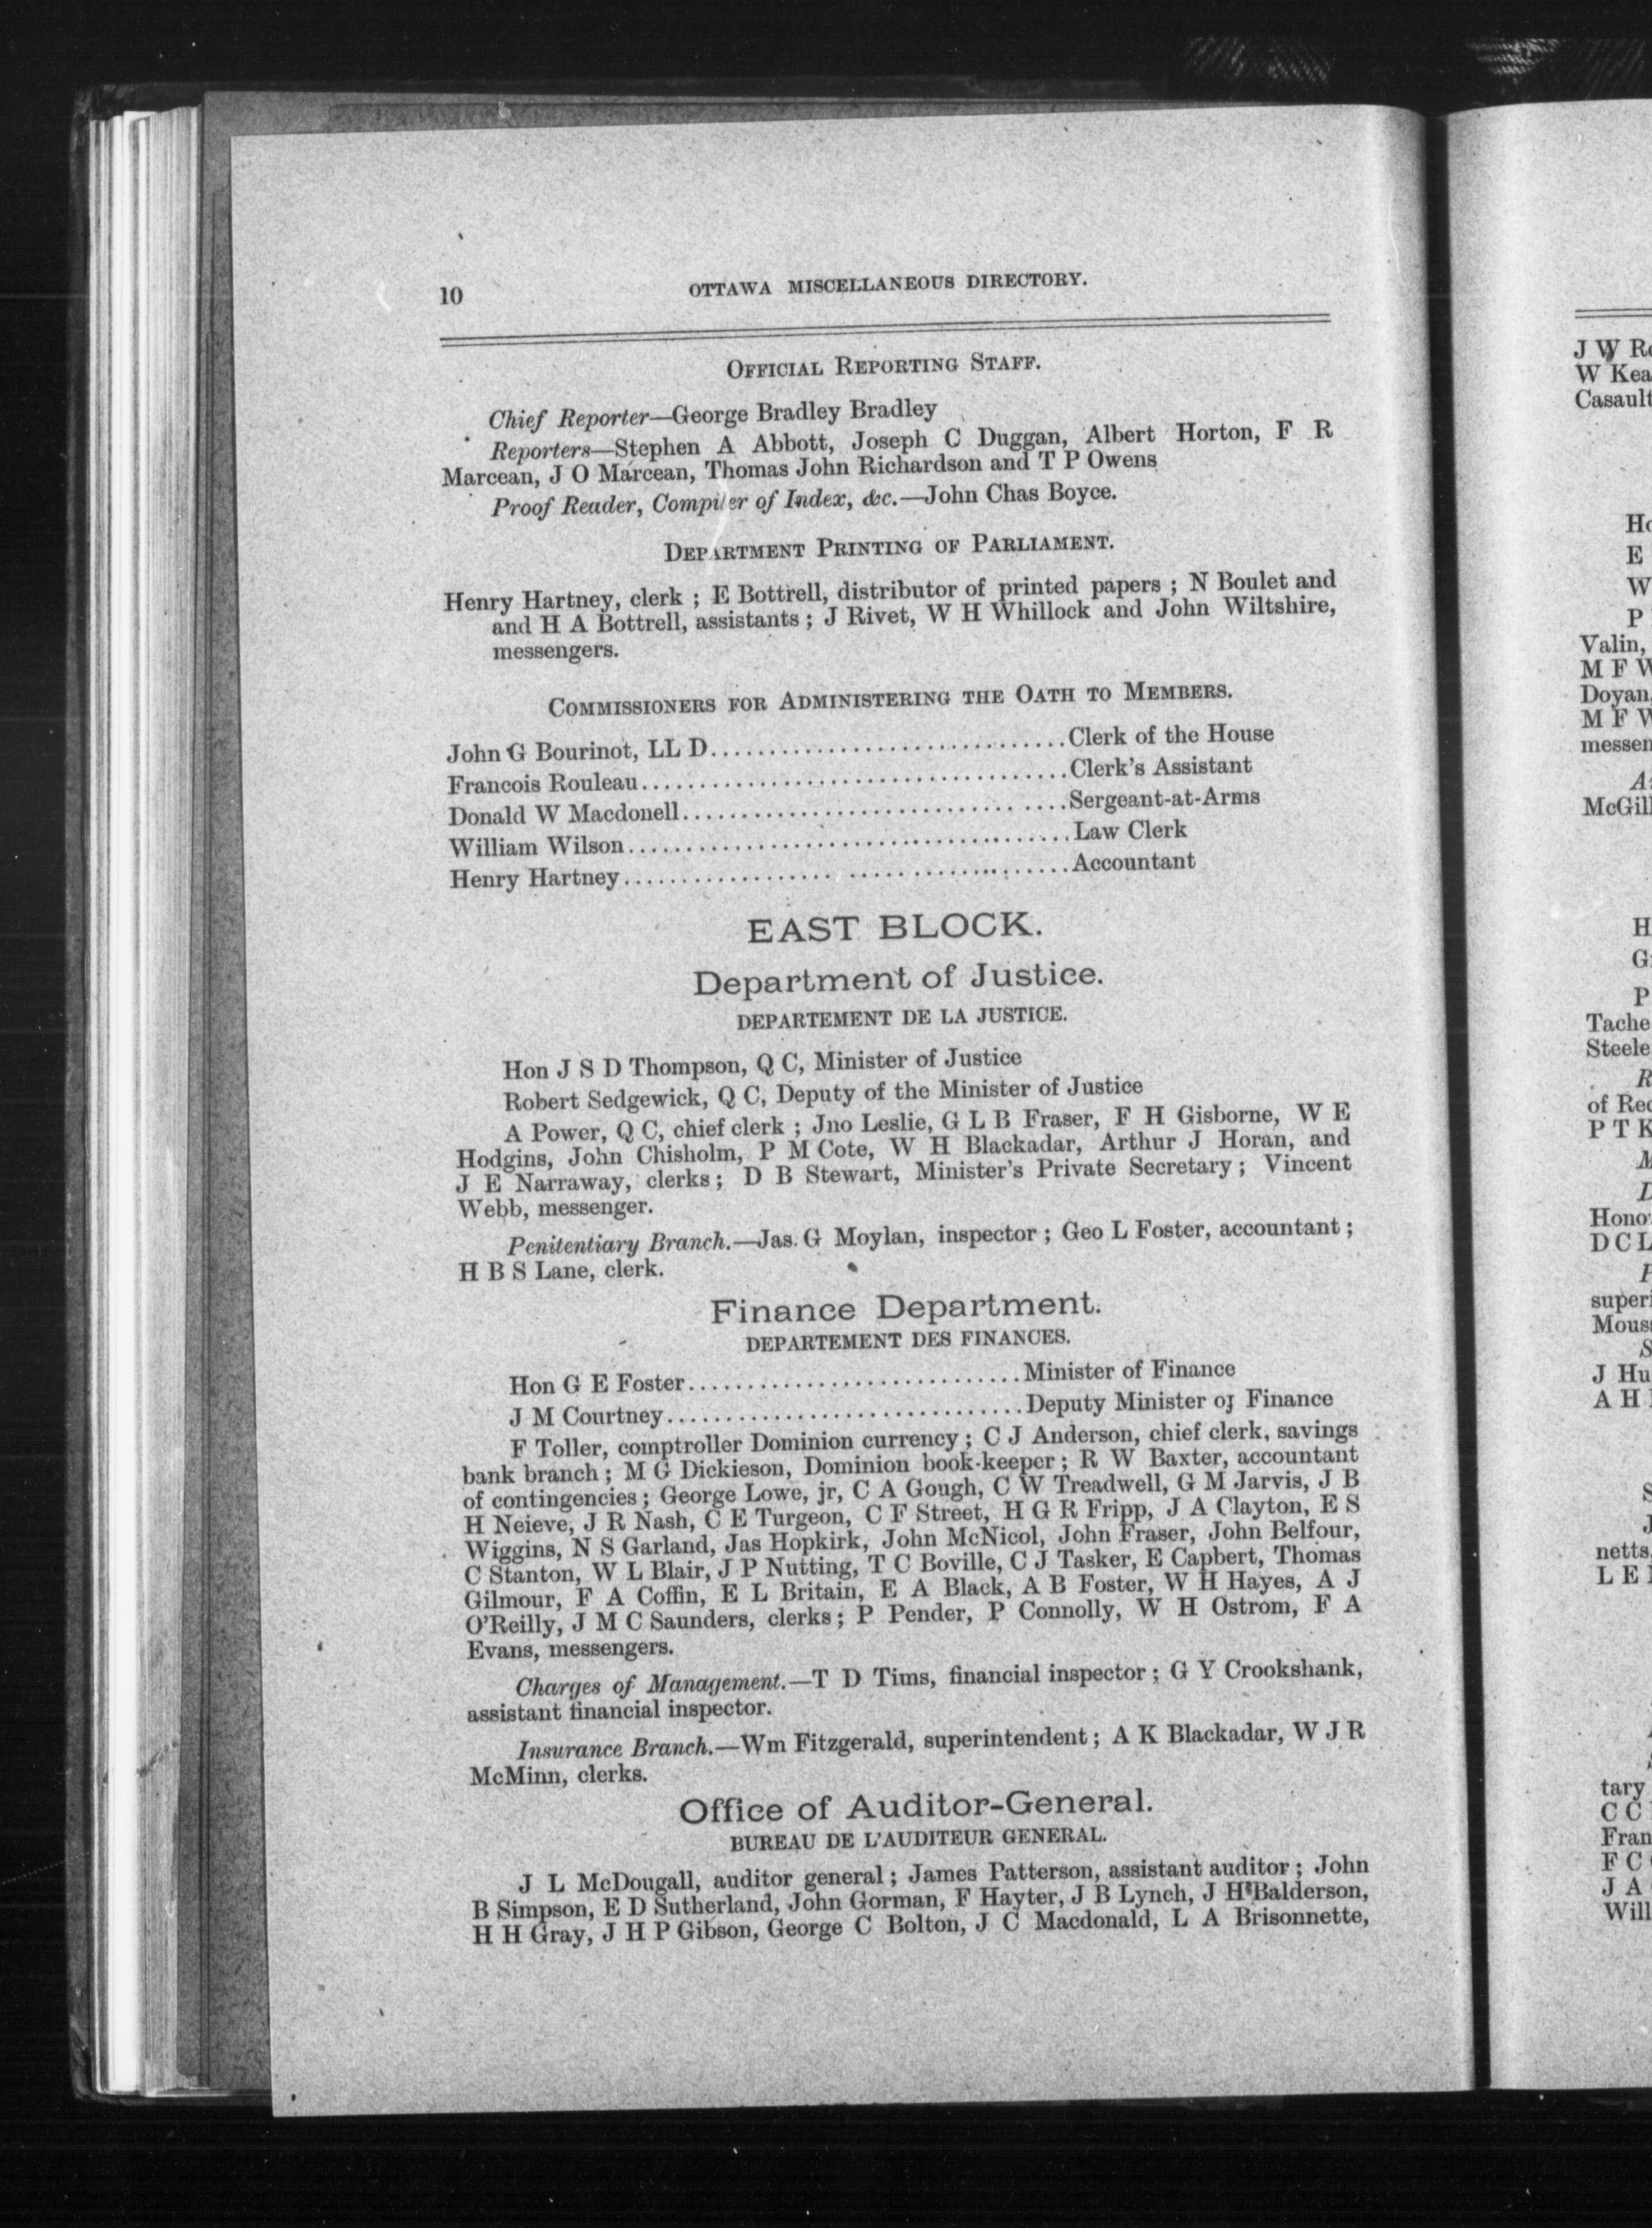 10 OTTAWA MISCELLANEOUS DIRECTORY.
OFFICIAL REPORTING STAFF.
Chief Reporter—George Bradley Bradley
Reporters—Stephen A Abbott, Joseph C Duggan, Albert Horton, F R
Marcean, J O Marcean, Thomas John Richardson and T P Owens
Proof Reader, Compiler of Index, &c.—John Chas Boyce.
DEPARTMENT PRINTING OF PARLIAMENT.
Henry Hartney, clerk ; E Bottrell, distributor of printed papers ; N Boulet and
and H A Bottrell, assistants ; J Rivet, W H Whillock and John Wiltshire,
messengers.
COMMISSIONERS FOR ADMINISTERING THE OATH TO MEMBERS.
John G Bourinot, LL D..............................Clerk of the House
Francois Rouleau....................................Clerk's Assistant
Donald W Macdonell.................................Sergeant-at-Arms
William Wilson......................................Law Clerk
Henry Hartney......................................Accountant
EAST BLOCK.
Department of Justice.
DEPARTEMENT DE LA JUSTICE.
Hon J S D Thompson, Q C, Minister of Justice
Robert Sedgewick, Q C, Deputy of the Minister of Justice
A Power, Q C, chief clerk ; Jno Leslie, G L B Fraser, F H Gisborne, W E
Hodgins, John Chisholm, P M Cote, W H Blackadar, Arthur J Horan, and
J E Narraway, clerks ; D B Stewart, Minister's Private Secretary ; Vincent
Webb, messenger.
Penitentiary Branch.—Jas. G Moylan, inspector ; Geo L Foster, accountant ;
H B S Lane, clerk.
Finance Department.
DEPARTEMENT DES FINANCES.
Hon G E Foster............................Minister of Finance
J M Courtney..............................Deputy Minister of Finance
F Toller, comptroller Dominion currency ; C J Anderson, chief clerk, savings
bank branch ; M G Dickieson, Dominion book-keeper ; R W Baxter, accountant
of contingencies ; George Lowe, jr, C A Gough, C W Treadwell, G M Jarvis, J B
H Neieve, J R Nash, C E Turgeon, C F Street, H G R Fripp, J A Clayton, E S
Wiggins, N S Garland, Jas Hopkirk, John McNicol, John Fraser, John Belfour,
C Stanton, W L Blair, J P Nutting, T C Boville, C J Tasker, E Capbert, Thomas
Gilmour, F A Coffin, E L Britain, E A Black, A B Foster, W H Hayes, A J
O'Reilly, J M C Saunders, clerks ; P Pender, P Connolly, W H Ostrom, F A
Evans, messengers.
Charges of Management.—T D Tims, financial inspector ; G Y Crookshank,
assistant financial inspector.
Insurance Branch.—Wm Fitzgerald, superintendent ; A K Blackadar, W J R
McMinn, clerks.
Office of Auditor-General.
BUREAU DE L'AUDITEUR GENERAL.
J L McDougall, auditor general ; James Patterson, assistant auditor ; John
B Simpson, E D Sutherland, John Gorman, F Hayter, J B Lynch, J H Balderson,
H H Gray, J H P Gibson, George C Bolton, J C Macdonald, L A Brisonnette,
J W
W
Casault
E
W
P
Valin,
M F W
Doyan,
M F W
H
P
Tache
Steele
R
of
P T K
D C L
J Hu
A H
netts,
L E
tary
C C
F C
J A
Will